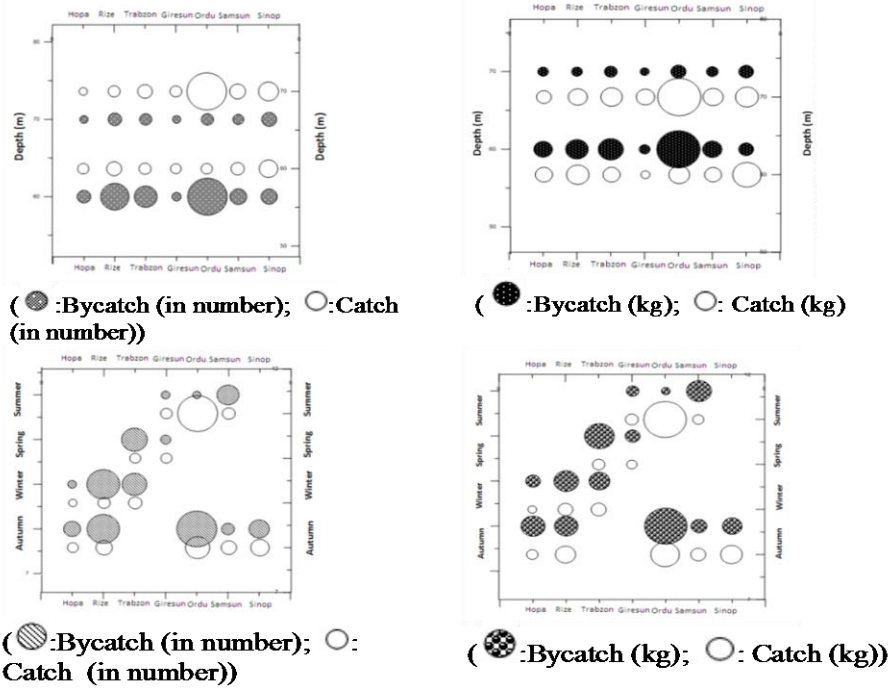 Hopa Rize Trabzon Giresun Ordu Samsun Sinop
80
70
60
Depth (m)
70
60
50
Depth (m)
Hopa Rize Trabzon Giresun Ordu Samsun Sinop
( :Bycatch (in number); :Catch
(in number))
Hopa Rize Trabzon Giresun Ordu Samsun Sinop
80
70
60
50
Depth (m)
70
60
50
Depth (m)
Hopa Rize Trabzon Giresun Ordu Samsun Sinop
( :Bycatch (kg); : Catch (kg)
Hopa Rize Trabzon Giresun Ordu Samsun Sinop
Summer
Spring
Winter
Autumn
7
Summer
Spring
Winter
Autumn
Hopa Rize Trabzon Giresun Ordu Samsun Sinop
( :Bycatch (in number); :
Catch (in number))
Hopa Rize Trabzon Giresun Ordu Samsun Sinop
Summer
Spring
Winter
Autumn
Summer
Spring
Winter
Autumn
Hopa Rize Trabzon Giresun Ordu Samsun Sinop
( :Bycatch (kg); : Catch (kg))